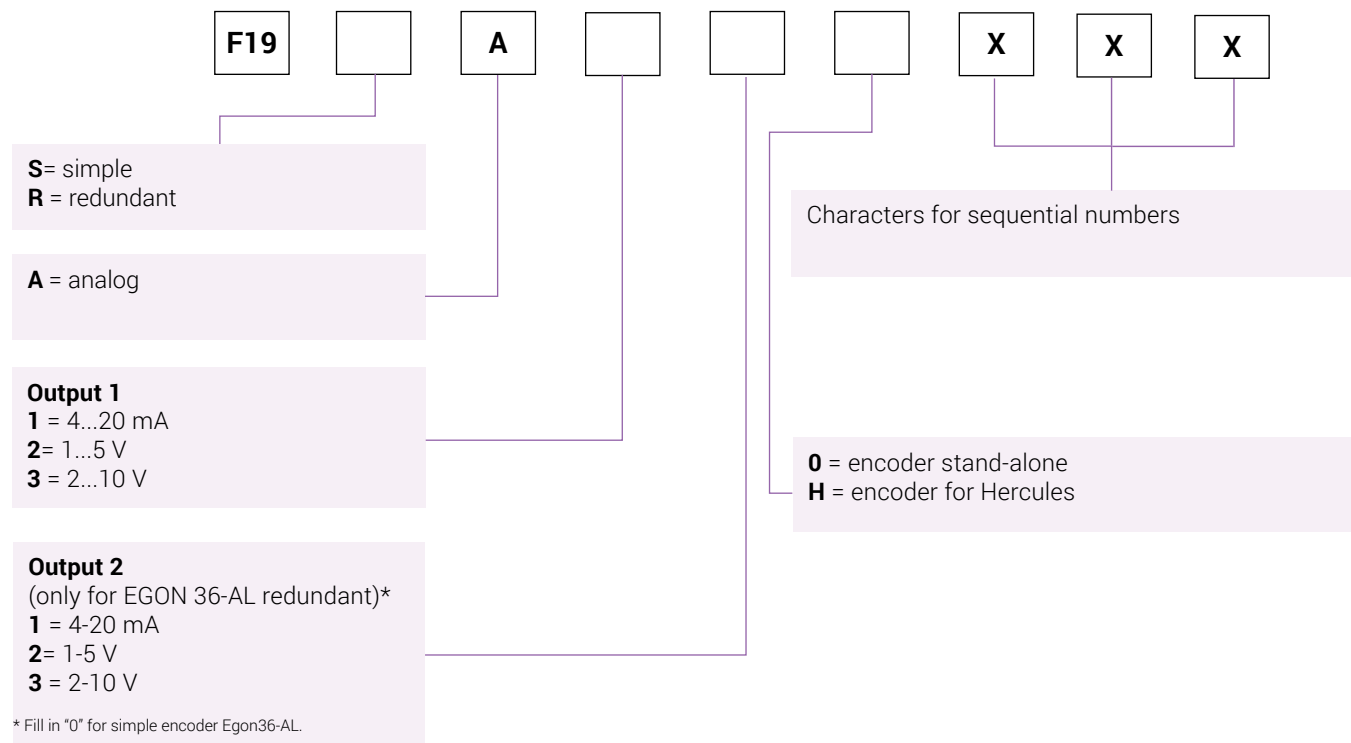 F19 A X X X
S= simple
R = redundant
A = analog
Output 1
1 = 4...20 mA
2= 1...5 V
3 = 2...10 V
Output 2
(only for EGON 36-AL redundant)*
1 = 4-20 mA
2= 1-5 V
3 = 2-10 V
* Fill in “0” for simple encoder Egon36-AL.
Characters for sequential numbers
0 = encoder stand-alone
H = encoder for Hercules